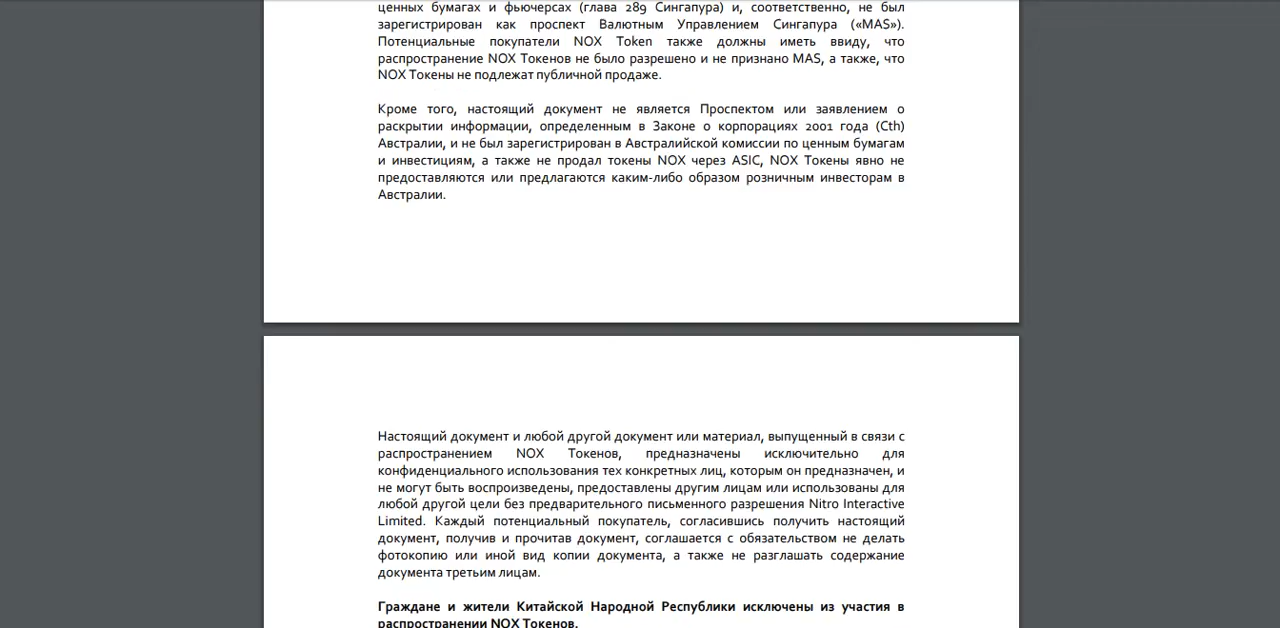 ценных бумагах и фьючерсах (глава 289 Сингапура) и, соответственно, не был
зарегистрирован как проспект Валютным Управлением Сингапура («MAS»).
Потенциальные покупатели NOX Token также должны иметь ввиду, что
распространение NOX Токенов не было разрешено и не признано MAS, а также, что
NOX Токены не подлежат публичной продаже.
Кроме того, настоящий документ не является Проспектом или заявлением о
раскрытии информации, определенным в Законе о корпорациях 2001 года (Cth)
Австралии, и не был зарегистрирован в Австралийской комиссии по ценным бумагам
и инвестициям, а также не продал токены NOX через ASIC, NOX Токены явно не
предоставляются или предлагаются каким-либо образом розничным инвесторам в
Австралии.
Настоящий документ и любой другой документ или материал, выпущенный в связи с
распространением NOX Токенов, предназначены исключительно для
конфиденциального использования тех конкретных лиц, которым он предназначен, и
не могут быть воспроизведены, предоставлены другим лицам или использованы для
любой другой цели без предварительного письменного разрешения Nitro Interactive
Limited. Каждый потенциальный покупатель, согласившись получить настоящий
документ, получив и прочитав документ, соглашается с обязательством не делать
фотокопию или иной вид копии документа, а также не разглашать содержание
документа третьим лицам.
Граждане и жители Китайской Народной Республики исключены из участия в
распространении NOX Токенов.